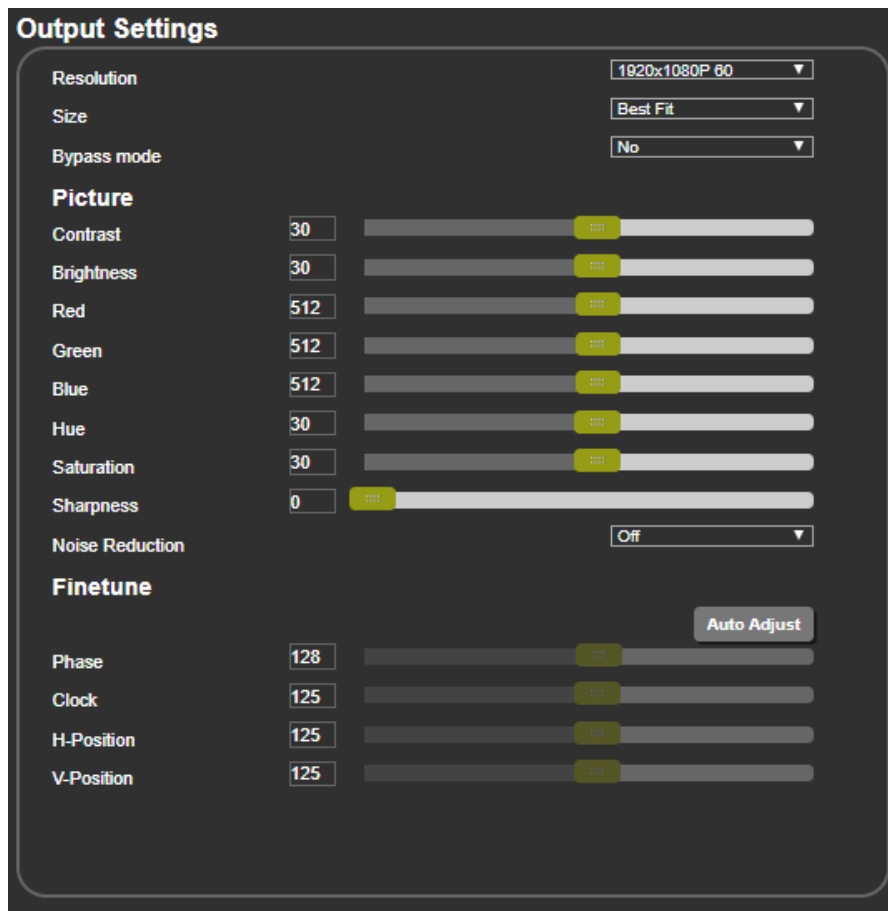 Output Settings
Resolution 1920x1080P 60
Size Best Fit
Bypass mode No
Picture
Contrast 30
Brightness 30
Red 512
Green 512
Blue 512
Hue 30
Saturation 30
Sharpness 0
Noise Reduction Off
Finetune
Auto Adjust
Phase 128
Clock 125
H-Position 125
V-Position 125